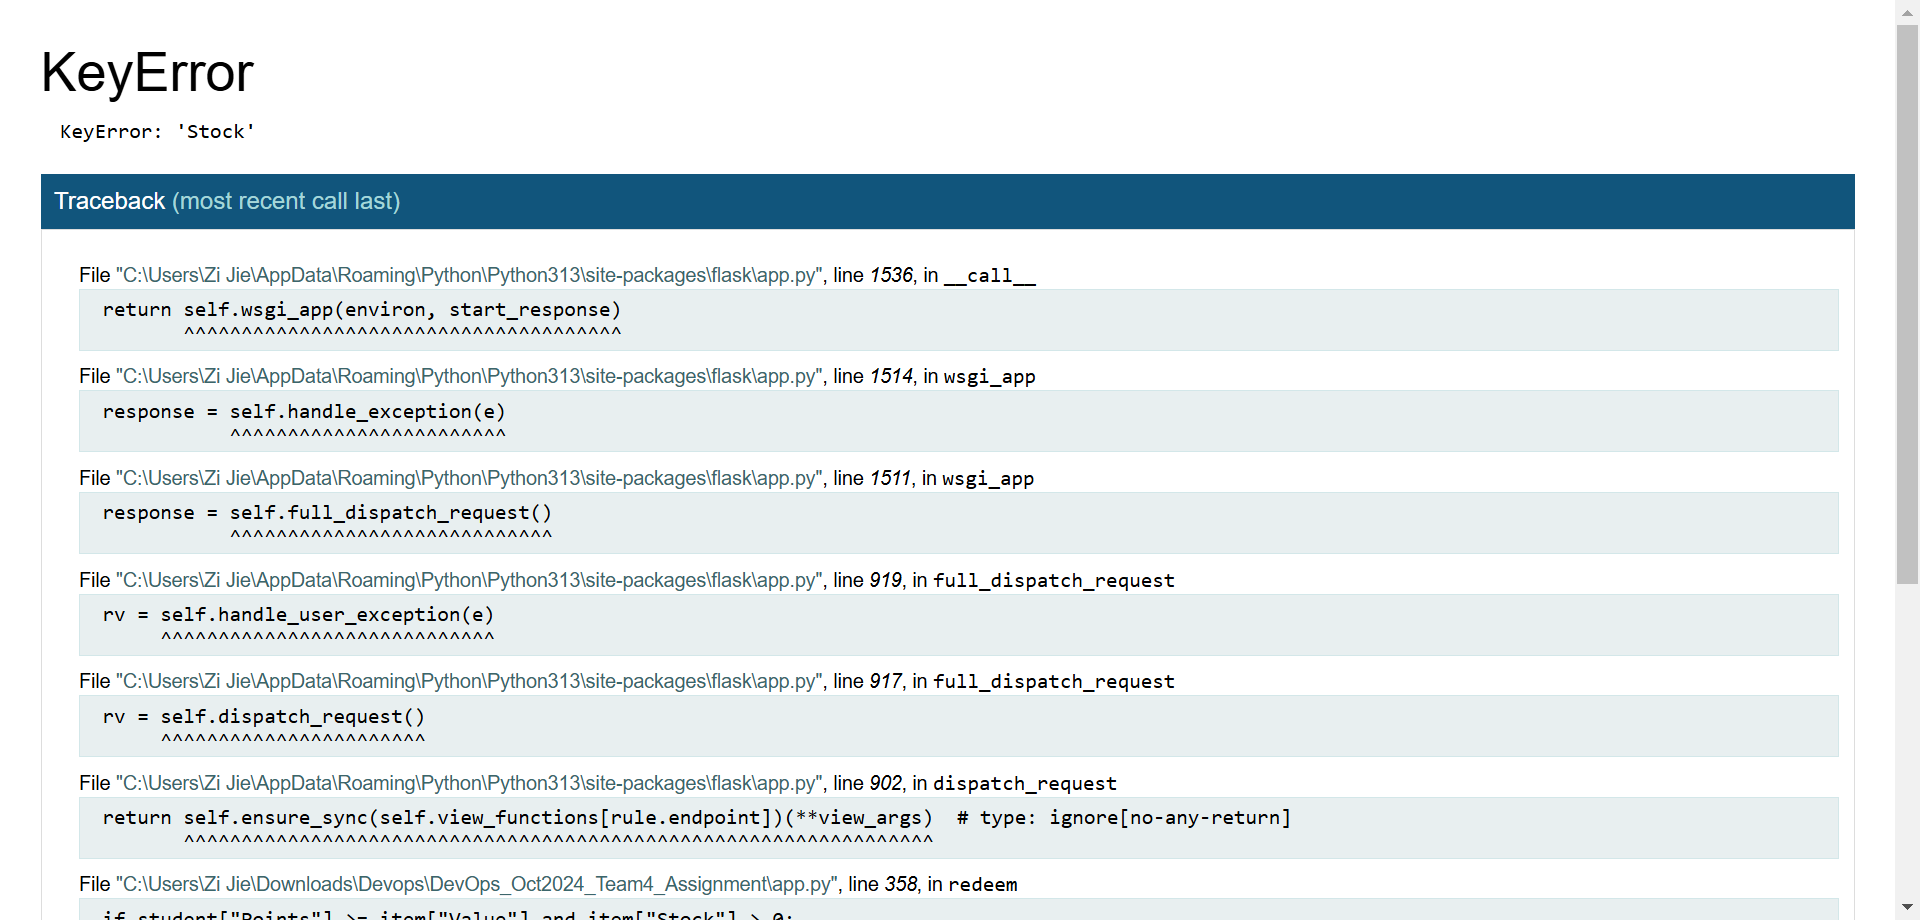 KeyError
KeyError: 'Stock'
Traceback (most recent call last)
File "C:\Users\Zi Jie\AppData\Roaming\Python\Python313\site-packages\flask\app.py", line 1536, in __call__
return self.wsgi_app(environ, start_response)
^^^^^^^^^^^^^^^^^^^^^^^^^^^^^^^^^^^^^^
File "C:\Users\Zi Jie\AppData\Roaming\Python\Python313\site-packages\flask\app.py", line 1514, in wsgi_app
response = self.handle_exception(e)
^^^^^^^^^^^^^^^^^^^^^^^^
File "C:\Users\Zi Jie\AppData\Roaming\Python\Python313\site-packages\flask\app.py", line 1511, in wsgi_app
response = self.full_dispatch_request()
^^^^^^^^^^^^^^^^^^^^^^^^^^^^
File "C:\Users\Zi Jie\AppData\Roaming\Python\Python313\site-packages\flask\app.py", line 919, in full_dispatch_request
rv = self.handle_user_exception(e)
^^^^^^^^^^^^^^^^^^^^^^^^^^^^^
File "C:\Users\Zi Jie\AppData\Roaming\Python\Python313\site-packages\flask\app.py", line 917, in full_dispatch_request
rv = self.dispatch_request()
^^^^^^^^^^^^^^^^^^^^^^^
File "C:\Users\Zi Jie\AppData\Roaming\Python\Python313\site-packages\flask\app.py", line 902, in dispatch_request
return self.ensure_sync(self.view_functions[rule.endpoint])(**view_args)  # type: ignore[no-any-return]
^^^^^^^^^^^^^^^^^^^^^^^^^^^^^^^^^^^^^^^^^^^^^^^^^^^^^^^^^^^^^^^^^
File "C:\Users\Zi Jie\Downloads\Devops\DevOps_Oct2024_Team4_Assignment\app.py", line 358, in redeem
if student["Points"] >= item["Value"] and item["Stock"] > 0: